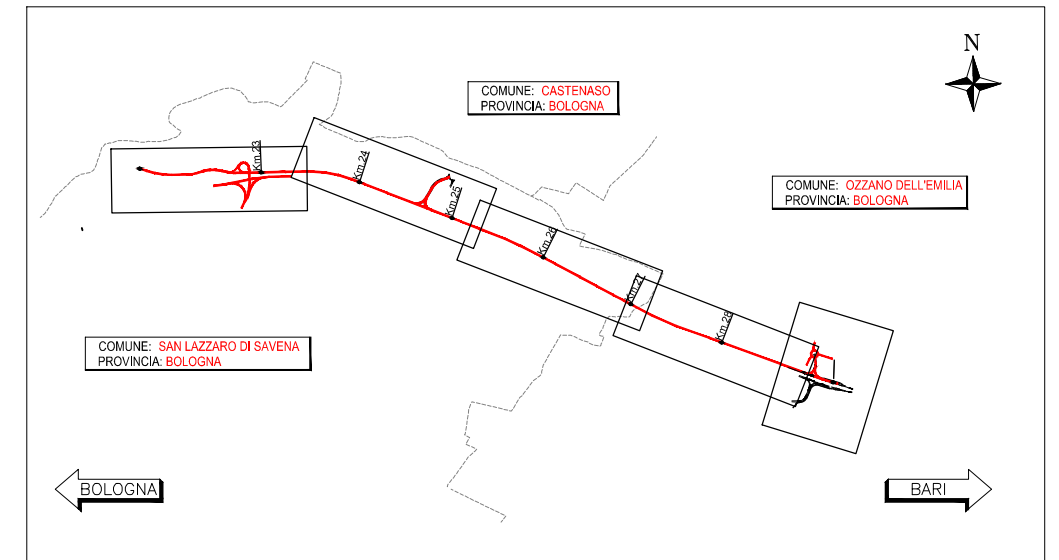 N
COMUNE: CASTENASO
PROVINCIA: BOLOGNA
Km.23
Km.24
Km.25
Km.26
Km.27
Km.28
COMUNE: OZZANO DELL'EMILIA
PROVINCIA: BOLOGNA
COMUNE: SAN LAZZARO DI SAVENA
PROVINCIA: BOLOGNA
BOLOGNA
BARI